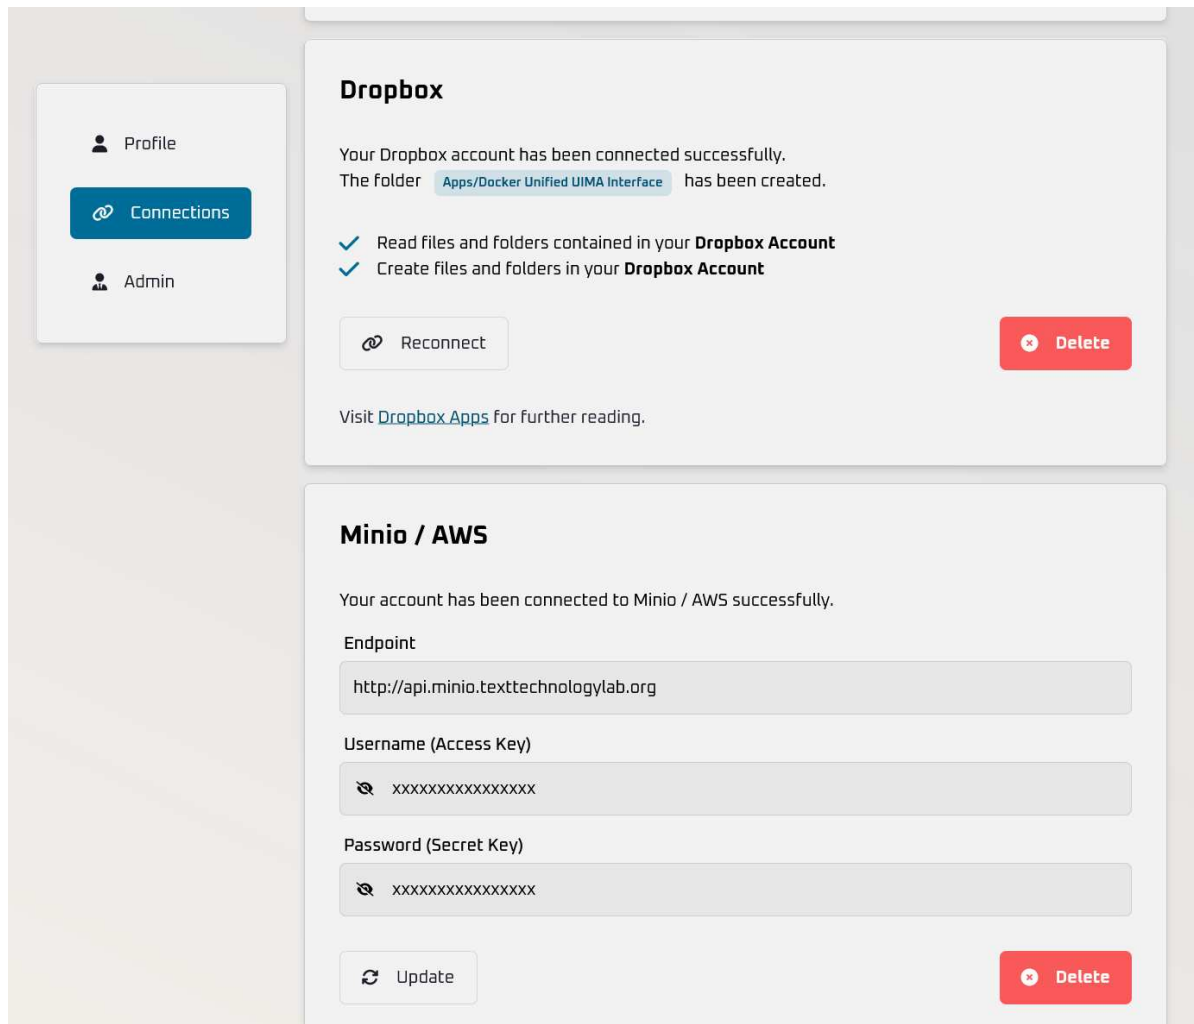 Profile
Connections
Admin
Dropbox
Your Dropbox account has been connected successfully.
The folder Apps/Docker Unified UIMA Interface has been created.
Read files and folders contained in your Dropbox Account
Create files and folders in your Dropbox Account
Reconnect
Delete
Visit Dropbox Apps for further reading.
Minio / AWS
Your account has been connected to Minio / AWS successfully.
Endpoint
http://api.minio.texttechnologylab.org
Username (Access Key)
xxxxxxxxxxxxxxxx
Password (Secret Key)
xxxxxxxxxxxxxxxx
Update
Delete